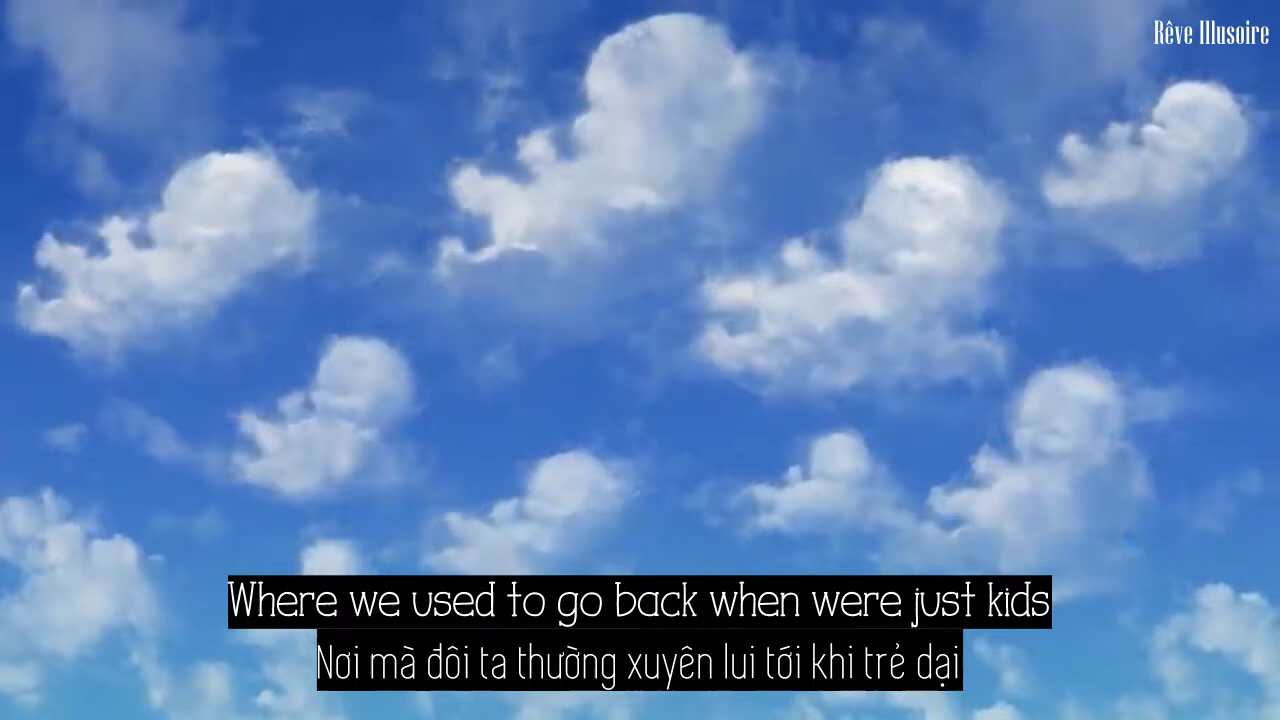 Rêve Illusoire
Where we used to go back when were just kids
Nơi mà đôi ta thường xuyên lui tới khi trẻ dại